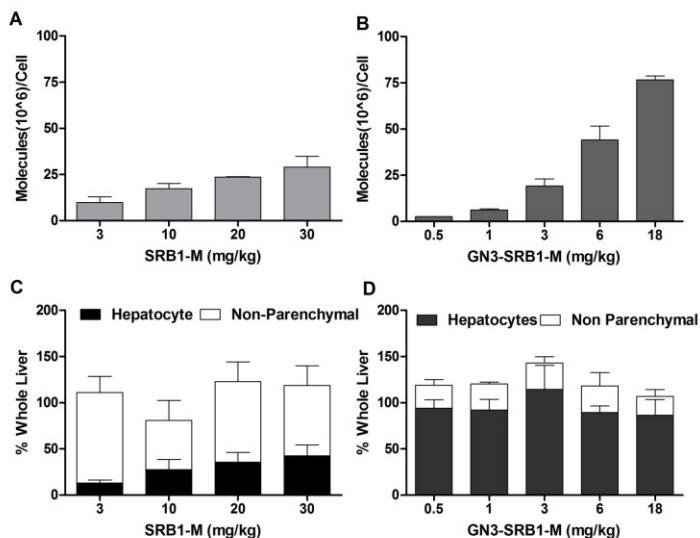 A
Molecules(10^6)/Cell
100
75
50
25
0
3 10 20 30
SRB1-M (mg/kg)
B
Molecules(10^6)/Cell
100
75
50
25
0
0.5 1 3 6 18
GN3-SRB1-M (mg/kg)
C
Hepatocyte Non-Parenchymal
% Whole Liver
200
150
100
50
0
3 10 20 30
SRB1-M (mg/kg)
D
Hepatocytes Non Parenchymal
% Whole Liver
200
150
100
50
0
0.5 1 3 6 18
GN3-SRB1-M (mg/kg)